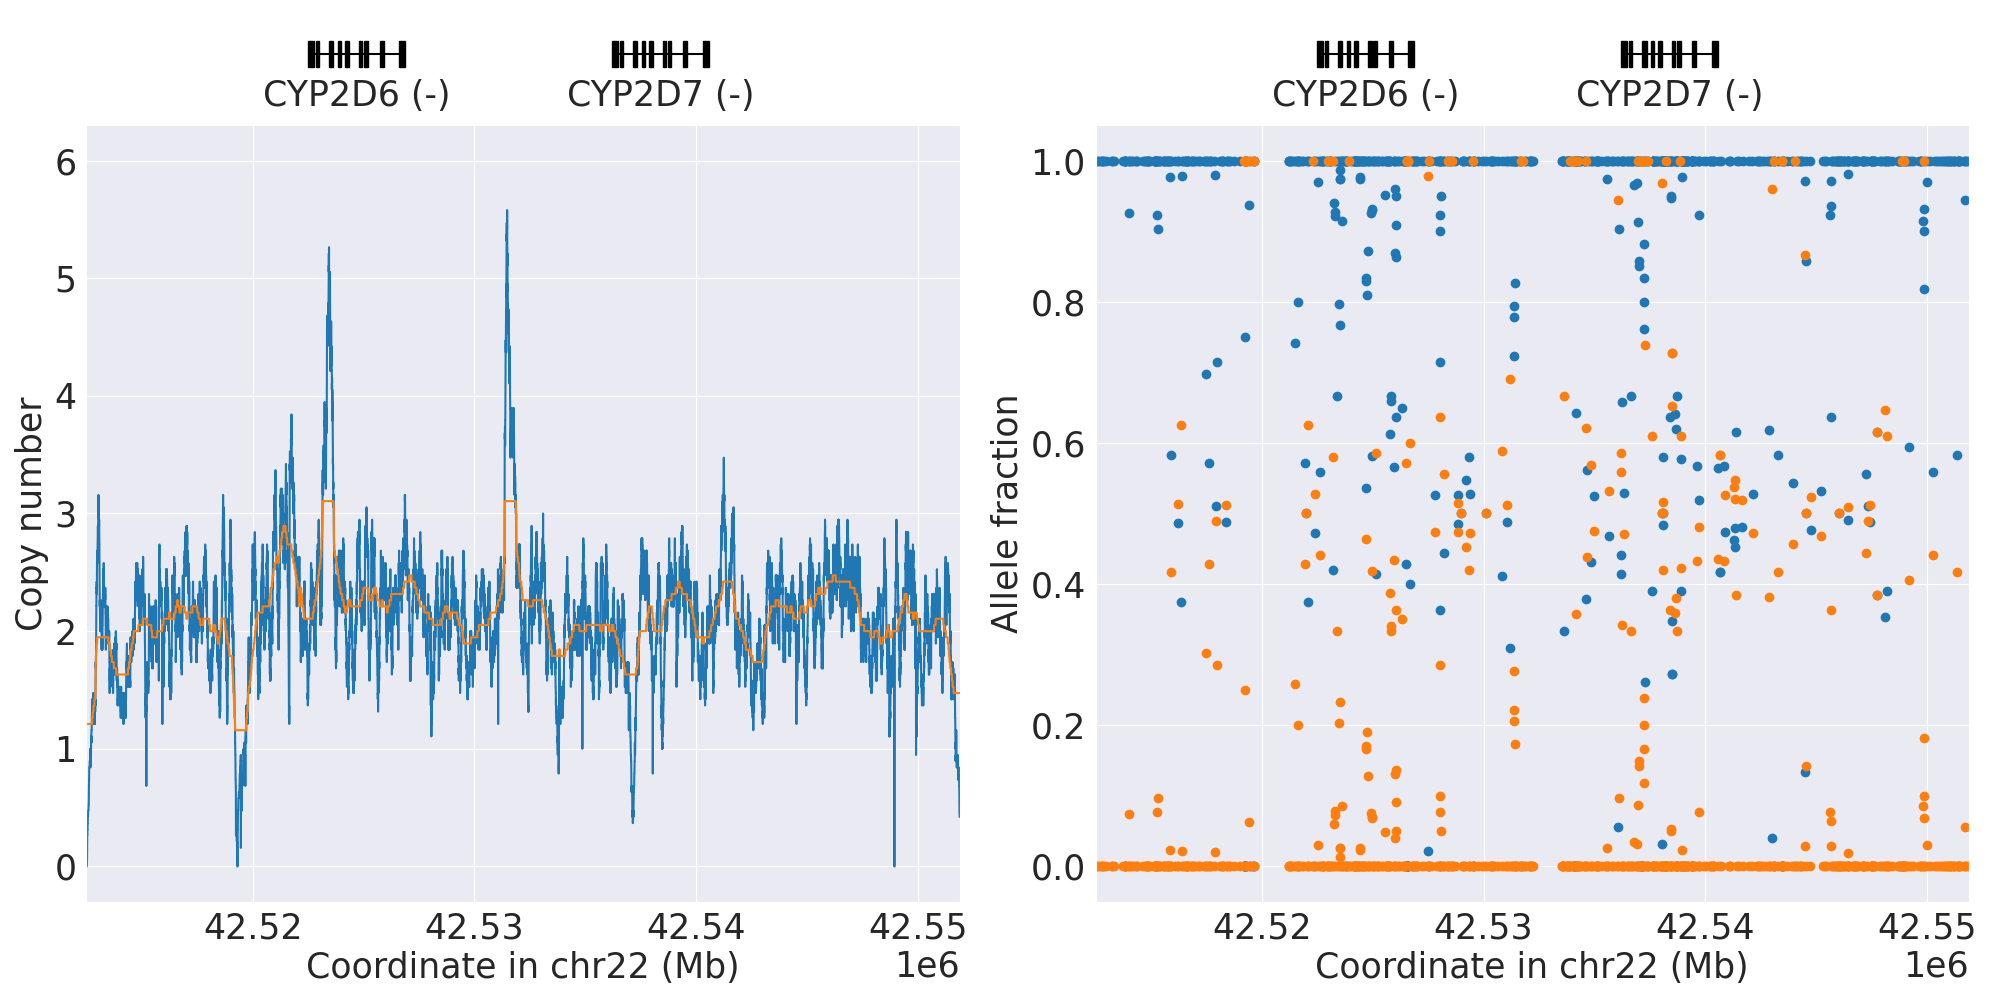 CYP2D6 (-) CYP2D7 (-)
Copy number
6
5
4
3
2
1
0
42.52 42.53 42.54 42.55
Coordinate in chr22 (Mb) 1e6
CYP2D6 (-) CYP2D7 (-)
Allele fraction
1.0
0.8
0.6
0.4
0.2
0.0
42.52 42.53 42.54 42.55
Coordinate in chr22 (Mb) 1e6